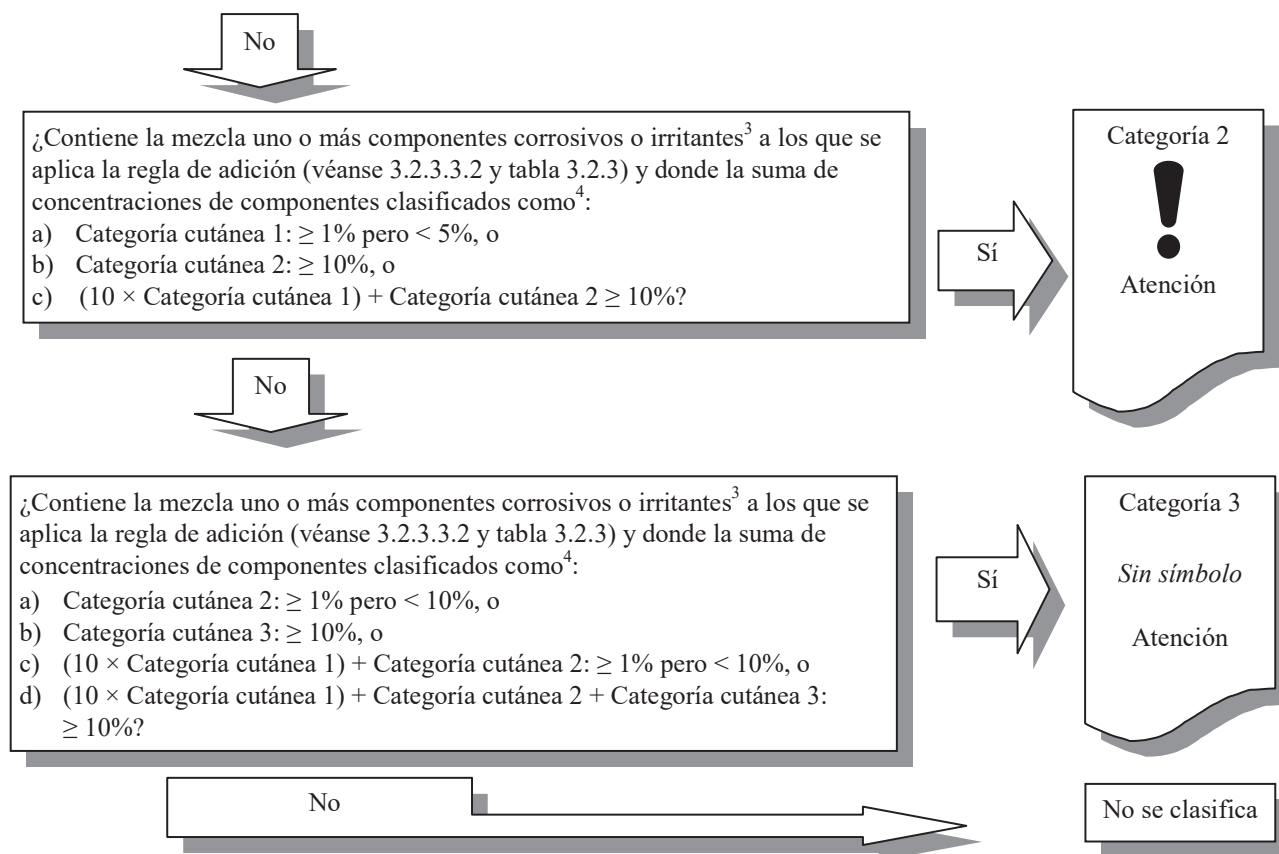 No
¿Contiene la mezcla uno o más componentes corrosivos o irritantes³ a los que se
aplica la regla de adición (véanse 3.2.3.3.2 y tabla 3.2.3) y donde la suma de
concentraciones de componentes clasificados como⁴:
a) Categoría cutánea 1: ≥ 1% pero < 5%, o
b) Categoría cutánea 2: ≥ 10%, o
c) (10 × Categoría cutánea 1) + Categoría cutánea 2 ≥ 10%?
Sí
Categoría 2
Atención
No
¿Contiene la mezcla uno o más componentes corrosivos o irritantes³ a los que se
aplica la regla de adición (véanse 3.2.3.3.2 y tabla 3.2.3) y donde la suma de
concentraciones de componentes clasificados como⁴:
a) Categoría cutánea 2: ≥ 1% pero < 10%, o
b) Categoría cutánea 3: ≥ 10%, o
c) (10 × Categoría cutánea 1) + Categoría cutánea 2: ≥ 1% pero < 10%, o
d) (10 × Categoría cutánea 1) + Categoría cutánea 2 + Categoría cutánea 3:
≥ 10%?
Sí
Categoría 3
Sin símbolo
Atención
No
No se clasifica